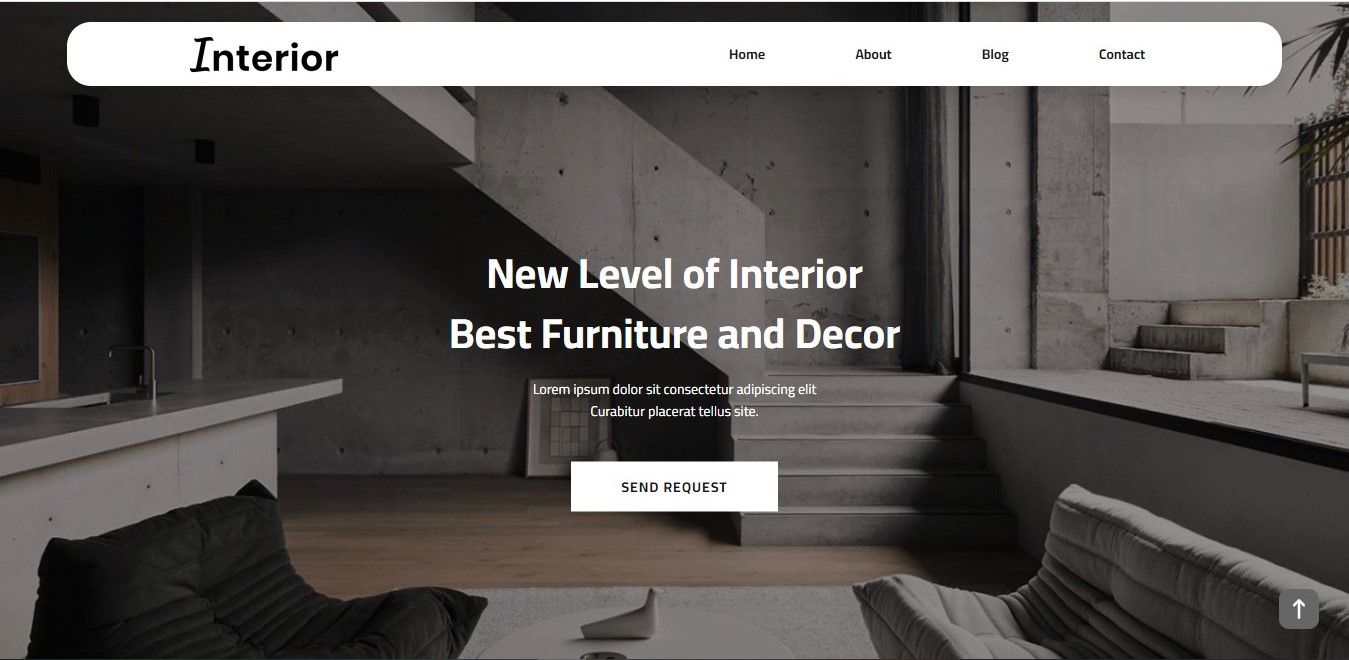 Interior
Home About Blog Contact
New Level of Interior
Best Furniture and Decor
Lorem ipsum dolor sit consectetur adipiscing elit
Curabitur placerat tellus site.
SEND REQUEST